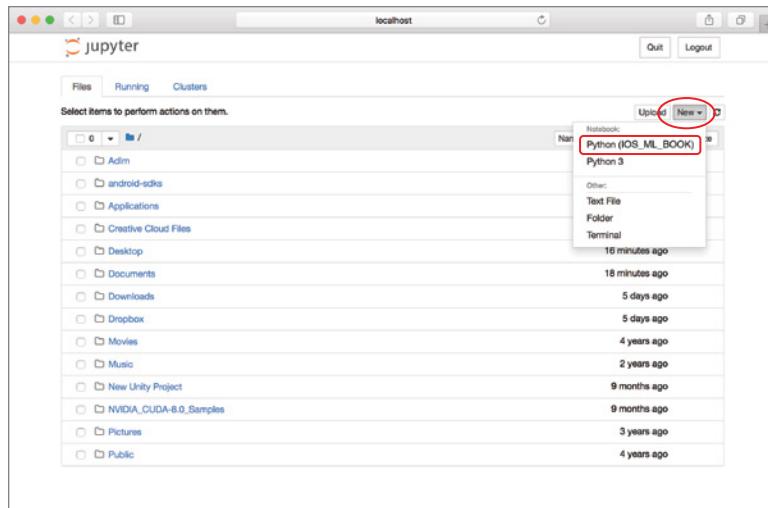 localhost
jupyter
Quit Logout
Files Running Clusters
Select items to perform actions on them.
Upload New
0 /
Notebook:
Python (IOS_ML_BOOK)
Python 3
Other:
Text File
Folder
Terminal
Adlm
android-sdks
Applications
Creative Cloud Files
Desktop 16 minutes ago
Documents 18 minutes ago
Downloads 5 days ago
Dropbox 5 days ago
Movies 4 years ago
Music 2 years ago
New Unity Project 9 months ago
NVIDIA_CUDA-8.0_Samples 9 months ago
Pictures 3 years ago
Public 4 years ago